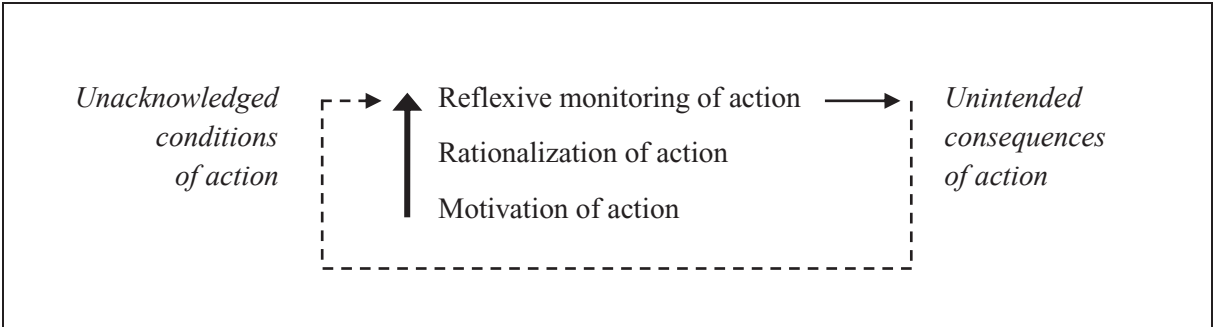 Unacknowledged
conditions
of action
Reflexive monitoring of action
Rationalization of action
Motivation of action
Unintended
consequences
of action